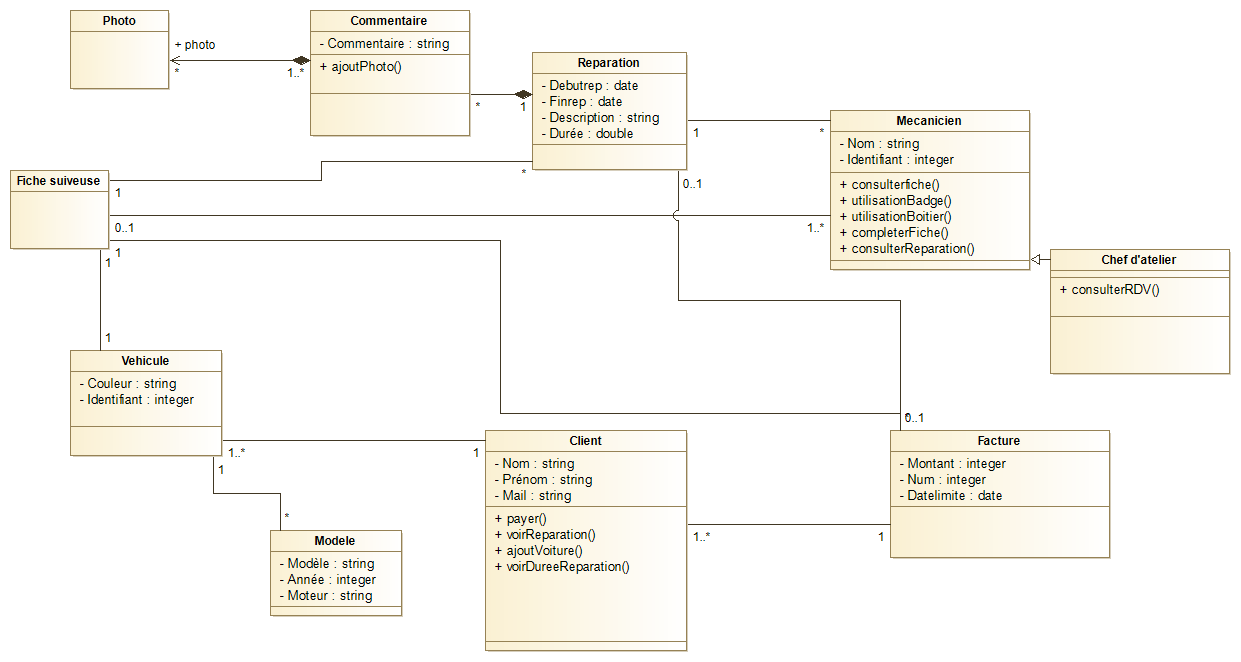 Photo
+ photo
*
1..*
Commentaire
- Commentaire : string
+ ajoutPhoto()
*
1
Reparation
- Debutrep : date
- Finrep : date
- Description : string
- Durée : double
1
*
Mecanicien
- Nom : string
- Identifiant : integer
+ consulterfiche()
+ utilisationBadge()
+ utilisationBoitier()
+ completerFiche()
+ consulterReparation()
Fiche suiveuse
1
*
0..1
0..1
1..*
1
1
Chef d'atelier
+ consulterRDV()
1
Vehicule
- Couleur : string
- Identifiant : integer
1..*
1
1
*
Modele
- Modèle : string
- Année : integer
- Moteur : string
Client
- Nom : string
- Prénom : string
- Mail : string
+ payer()
+ voirReparation()
+ ajoutVoiture()
+ voirDureeReparation()
1..*
1
*
0..1
Facture
- Montant : integer
- Num : integer
- Datelimite : date